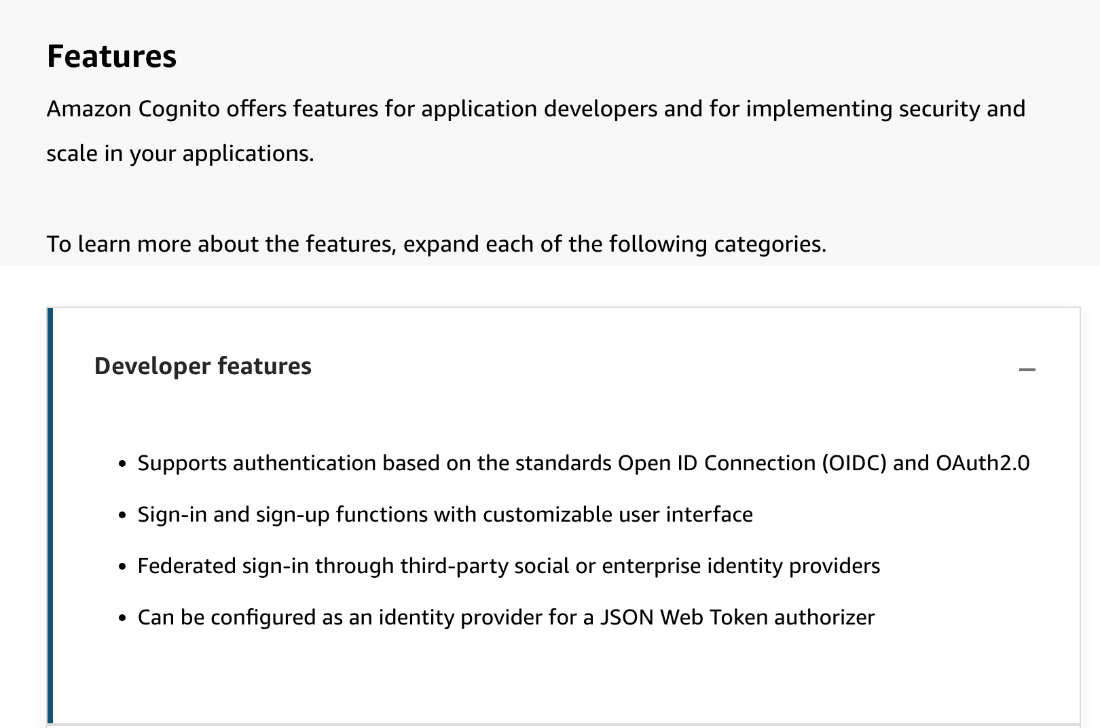 Features
Amazon Cognito offers features for application developers and for implementing security and
scale in your applications.
To learn more about the features, expand each of the following categories.
Developer features
• Supports authentication based on the standards Open ID Connection (OIDC) and OAuth2.0
• Sign-in and sign-up functions with customizable user interface
• Federated sign-in through third-party social or enterprise identity providers
• Can be configured as an identity provider for a JSON Web Token authorizer